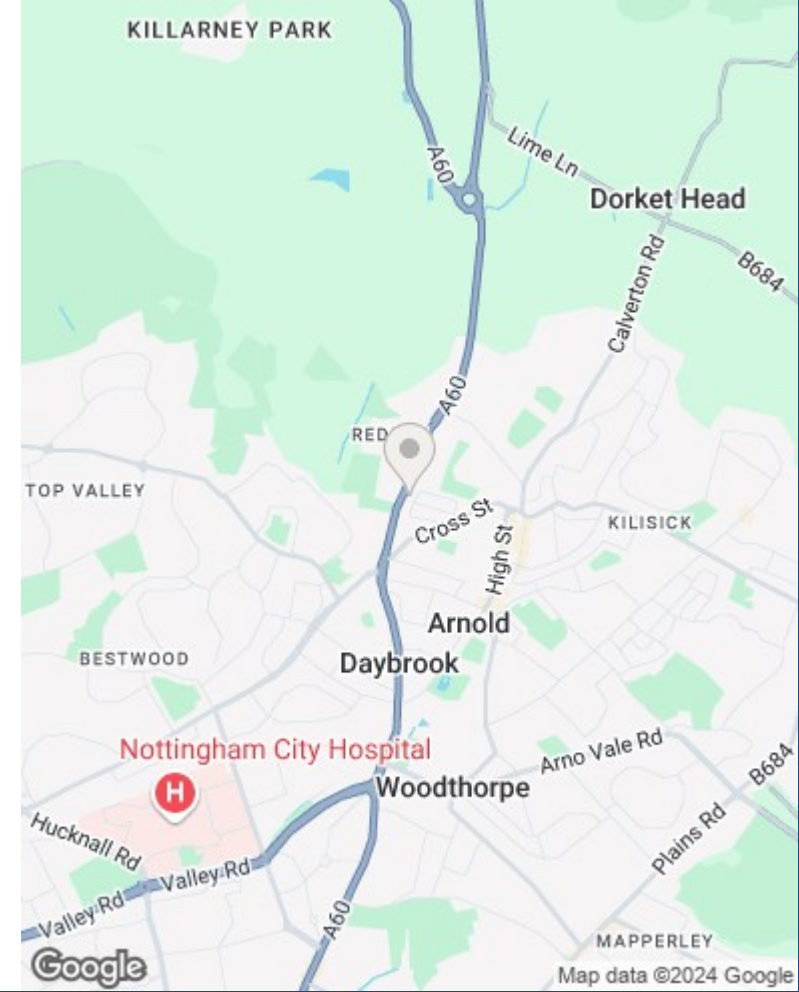 KILLARNEY PARK
A60
Lime Ln
Dorket Head
B684
Calverton Rd
A60
RED
TOP VALLEY
Cross St
High St
KILISICK
Arnold
BESTWOOD
Daybrook
Nottingham City Hospital
H
Arno Vale Rd
B684
Woodthorpe
Hucknall Rd
Plains Rd
Valley Rd
Valley Rd
A60
MAPPERLEY
Google
Map data ©2024 Google